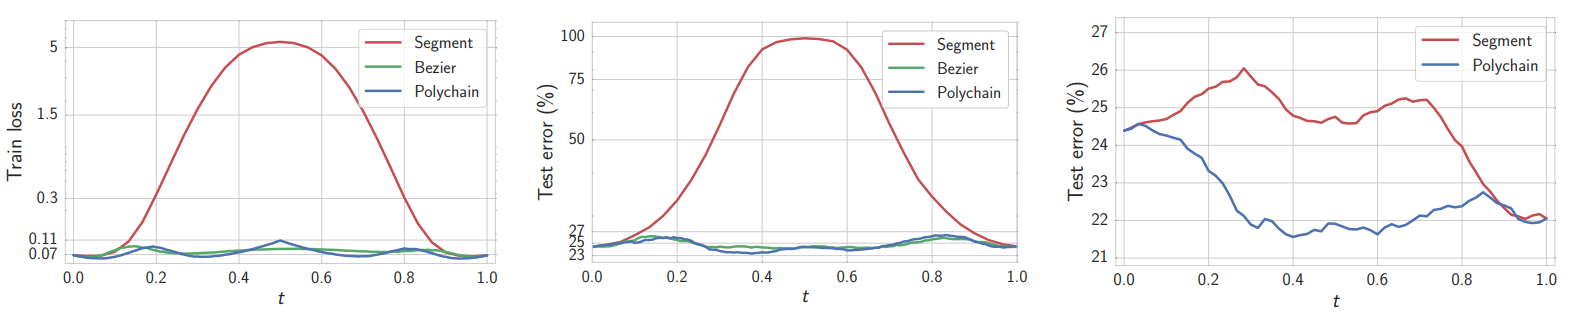 Train loss
5
1.5
0.3
0.11
0.07
Segment
Bezier
Polychain
0.0 0.2 0.4 0.6 0.8 1.0
t
Test error (%)
100
75
50
27
25
23
Segment
Bezier
Polychain
0.0 0.2 0.4 0.6 0.8 1.0
t
Test error (%)
27
26
25
24
23
22
21
Segment
Polychain
0.0 0.2 0.4 0.6 0.8 1.0
t